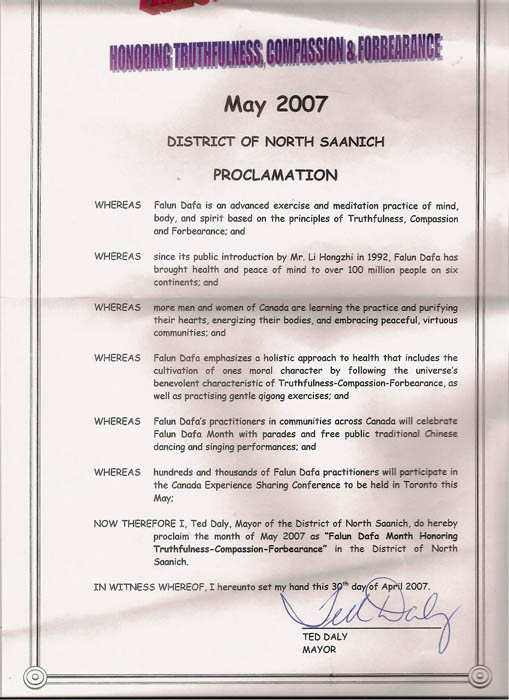 HONORING TRUTHFULNESS, COMPASSION & FORBEARANCE
May 2007
DISTRICT OF NORTH SAANICH
PROCLAMATION
WHEREAS Falun Dafa is an advanced exercise and meditation practice of mind,
body, and spirit based on the principles of Truthfulness, Compassion
and Forbearance; and
WHEREAS since its public introduction by Mr. Li Hongzhi in 1992, Falun Dafa has
brought health and peace of mind to over 100 million people on six
continents; and
WHEREAS more men and women of Canada are learning the practice and purifying
their hearts, energizing their bodies, and embracing peaceful, virtuous
communities; and
WHEREAS Falun Dafa emphasizes a holistic approach to health that includes the
cultivation of ones moral character by following the universe's
benevolent characteristic of Truthfulness-Compassion-Forbearance, as
well as practising gentle qigong exercises; and
WHEREAS Falun Dafa's practitioners in communities across Canada will celebrate
Falun Dafa Month with parades and free public traditional Chinese
dancing and singing performances; and
WHEREAS hundreds and thousands of Falun Dafa practitioners will participate in
the Canada Experience Sharing Conference to be held in Toronto this
May;
NOW THEREFORE I, Ted Daly, Mayor of the District of North Saanich, do hereby
proclaim the month of May 2007 as "Falun Dafa Month Honoring
Truthfulness-Compassion-Forbearance" in the District of North
Saanich.
IN WITNESS WHEREOF, I hereunto set my hand this 30th day of April 2007.
Ted Daly
TED DALY
MAYOR